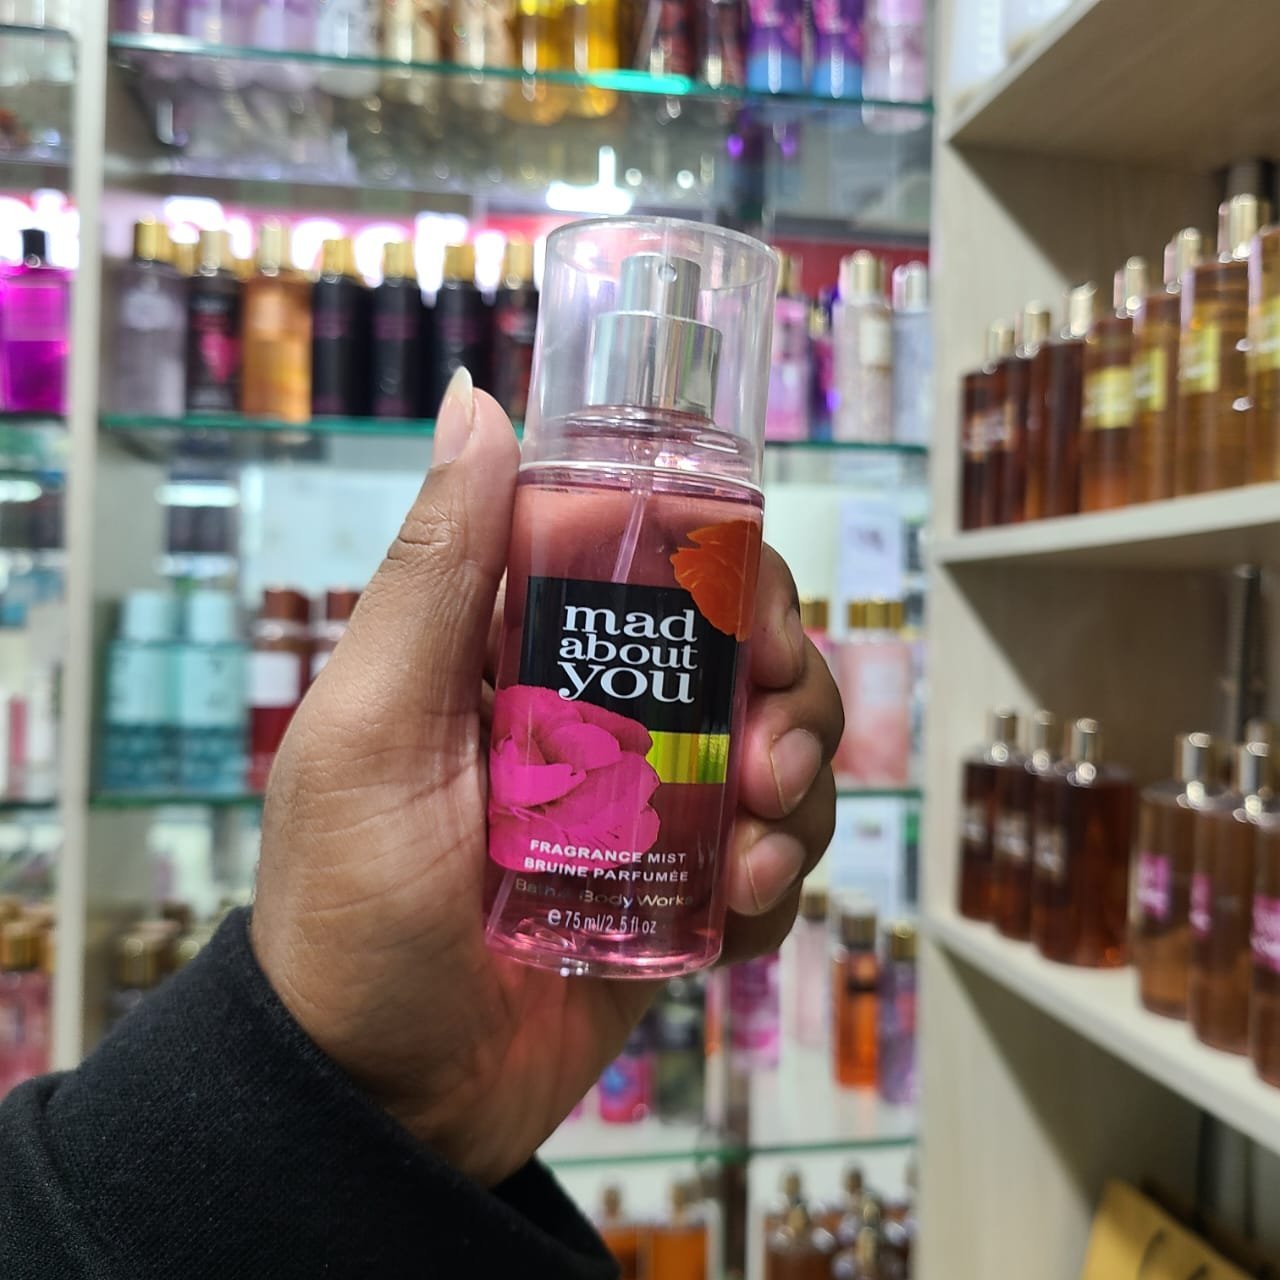 mad
about
you
FRAGRANCE MIST
BRUINE PARFUMÉE
Bath & Body Works
e 75 ml/2.5 fl oz